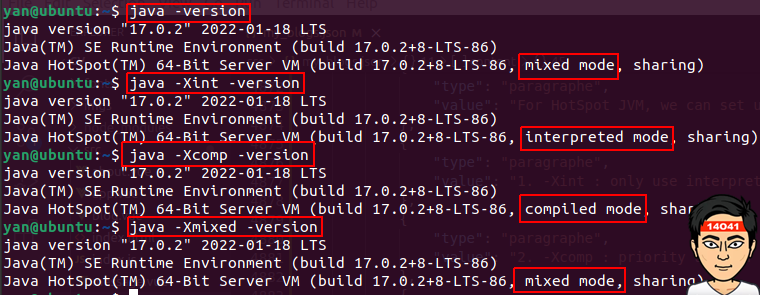 yan@ubuntu:~$ java -version
java version "17.0.2" 2022-01-18 LTS
Java(TM) SE Runtime Environment (build 17.0.2+8-LTS-86)
Java HotSpot(TM) 64-Bit Server VM (build 17.0.2+8-LTS-86, mixed mode, sharing)
yan@ubuntu:~$ java -Xint -version
java version "17.0.2" 2022-01-18 LTS
Java(TM) SE Runtime Environment (build 17.0.2+8-LTS-86)
Java HotSpot(TM) 64-Bit Server VM (build 17.0.2+8-LTS-86, interpreted mode, sharing)
yan@ubuntu:~$ java -Xcomp -version
java version "17.0.2" 2022-01-18 LTS
Java(TM) SE Runtime Environment (build 17.0.2+8-LTS-86)
Java HotSpot(TM) 64-Bit Server VM (build 17.0.2+8-LTS-86, compiled mode, shar
yan@ubuntu:~$ java -Xmixed -version
java version "17.0.2" 2022-01-18 LTS
Java(TM) SE Runtime Environment (build 17.0.2+8-LTS-86)
Java HotSpot(TM) 64-Bit Server VM (build 17.0.2+8-LTS-86, mixed mode, sharing)
Terminal Help
"type": "paragraphe",
"value": "For HotSpot JVM, we can set u
"type": "paragraphe",
"value": "1. -Xint : only use interpret
"type": "paragraphe",
"value": "2. -Xcomp : priority
14041